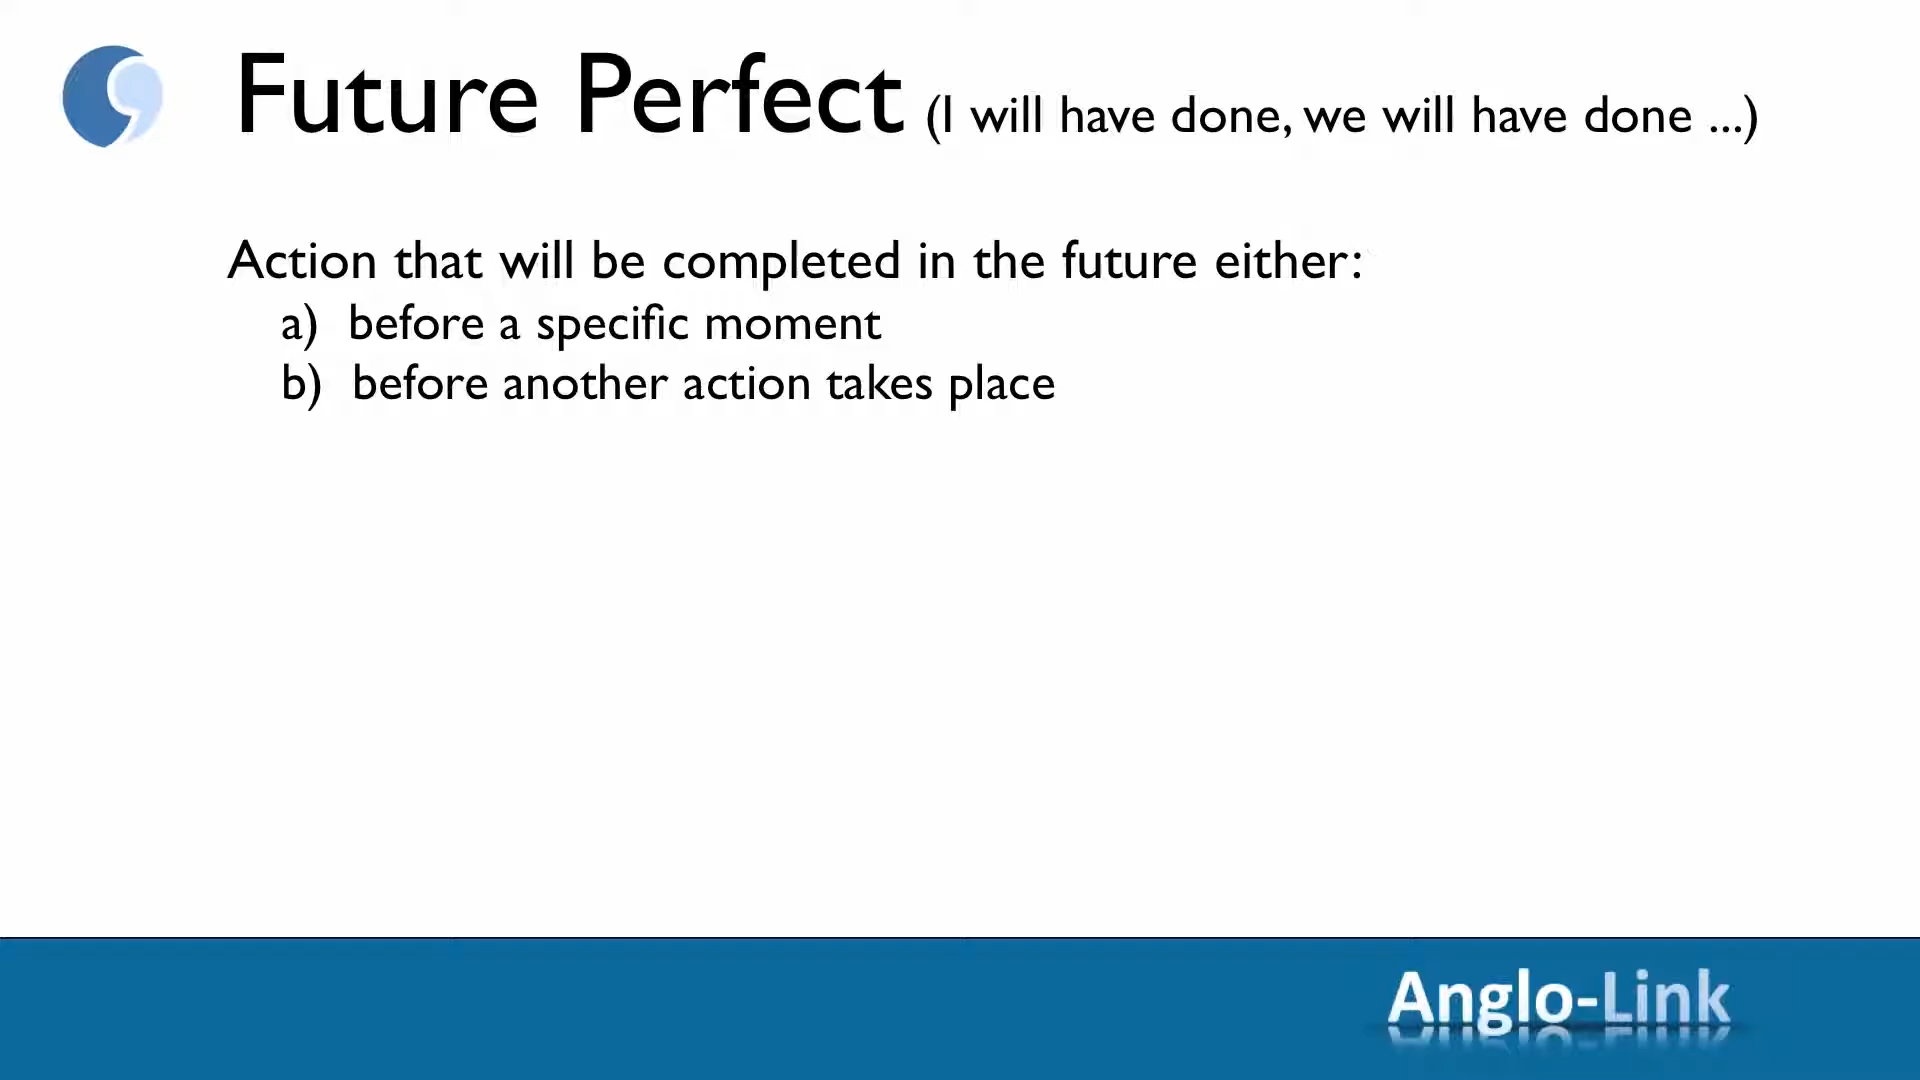 Future Perfect (I will have done, we will have done ...)
Action that will be completed in the future either:
a) before a specific moment
b) before another action takes place
Anglo-Link